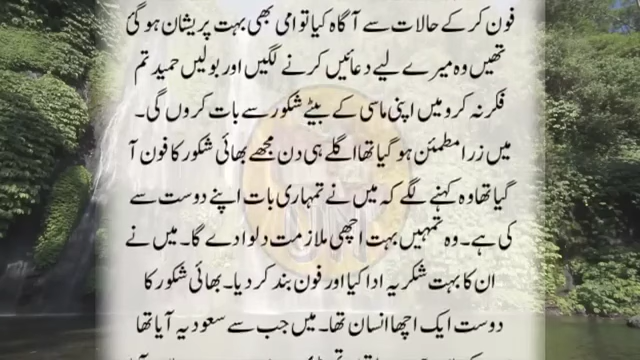 فون کر کے حالات سے آگاہ کیا تو امی بھی بہت پریشان ہو گئی
تھیں وہ میرے لیے دعائیں کرنے لگیں اور بولیں حمید تم
فکر نہ کرو میں اپنی ماسی کے بیٹے شکور سے بات کروں گی۔
میں زرا مطمئن ہو گیا تھا اگلے ہی دن مجھے بھائی شکور کا فون آ
گیا تھا وہ کہنے لگے کہ میں نے تمہاری بات اپنے دوست سے
کی ہے۔ وہ تمہیں بہت اچھی ملازمت دلوا دے گا۔ میں نے
ان کا بہت شکریہ ادا کیا اور فون بند کر دیا۔ بھائی شکور کا
دوست ایک اچھا انسان تھا۔ میں جب سے سعودیہ آیا تھا